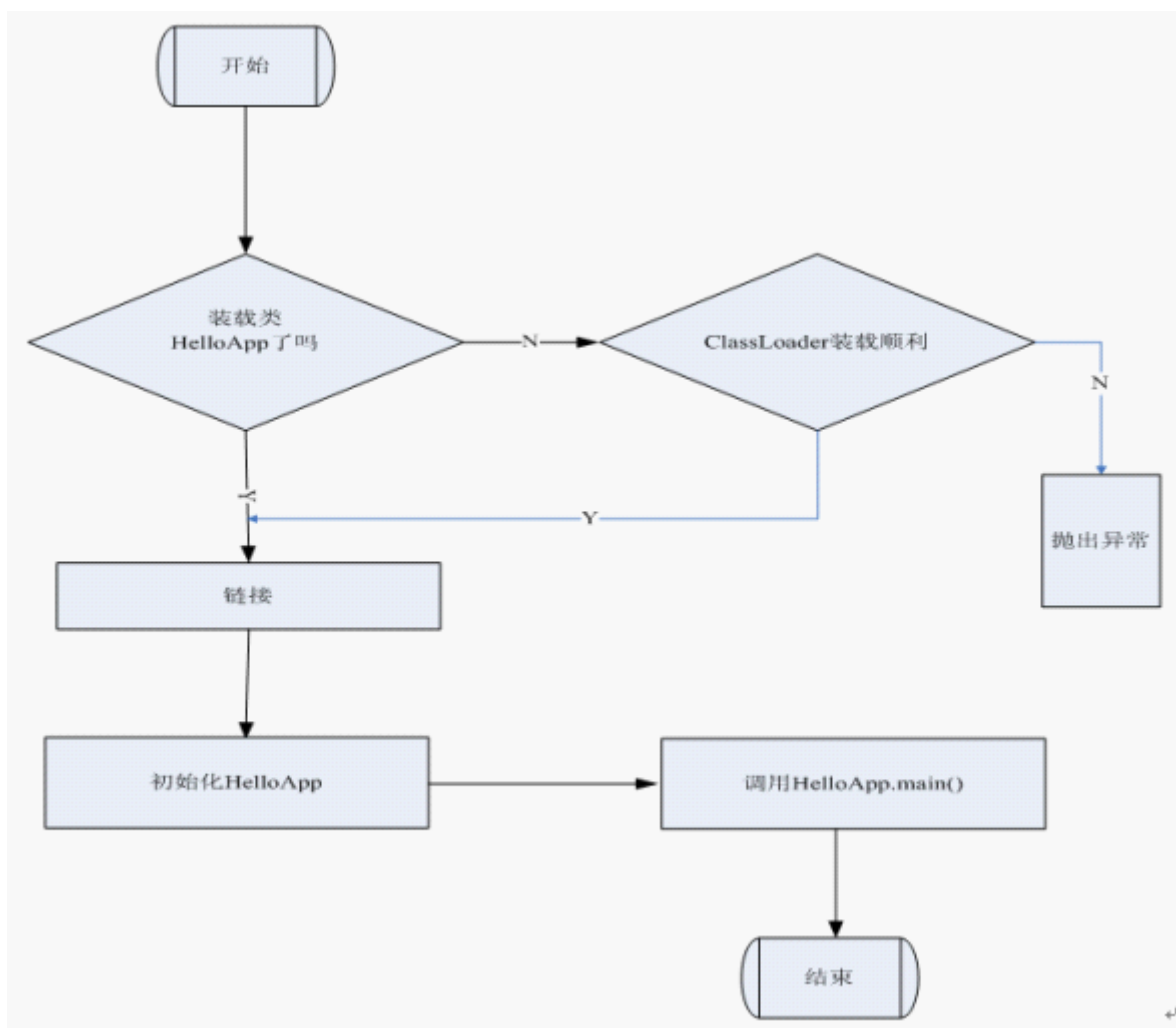 开始
装载类
HelloApp了吗
N
ClassLoader装载顺利
N
Y
Y
抛出异常
链接
初始化HelloApp
调用HelloApp.main()
结束